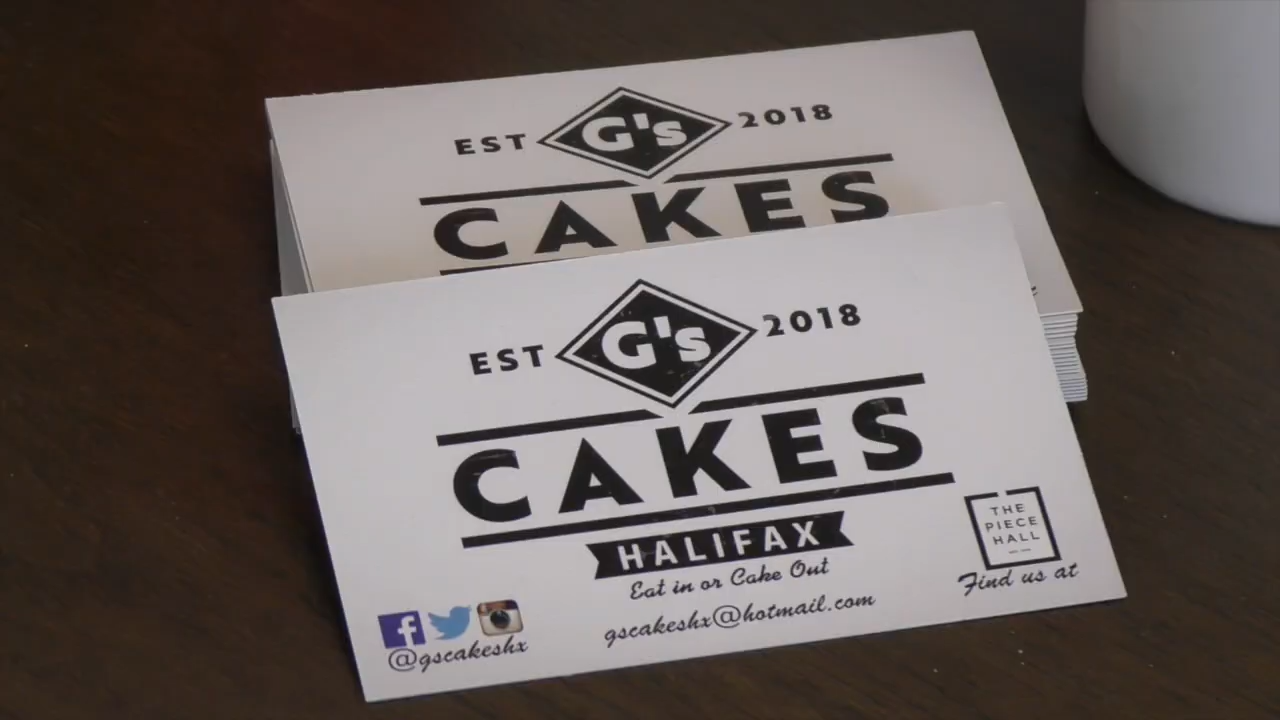 EST G's 2018
CAKES
EST G's 2018
CAKES
HALIFAX
Eat in or Cake Out
gscakeshx@hotmail.com
@gscakeshx
THE
PIECE
HALL
Find us at